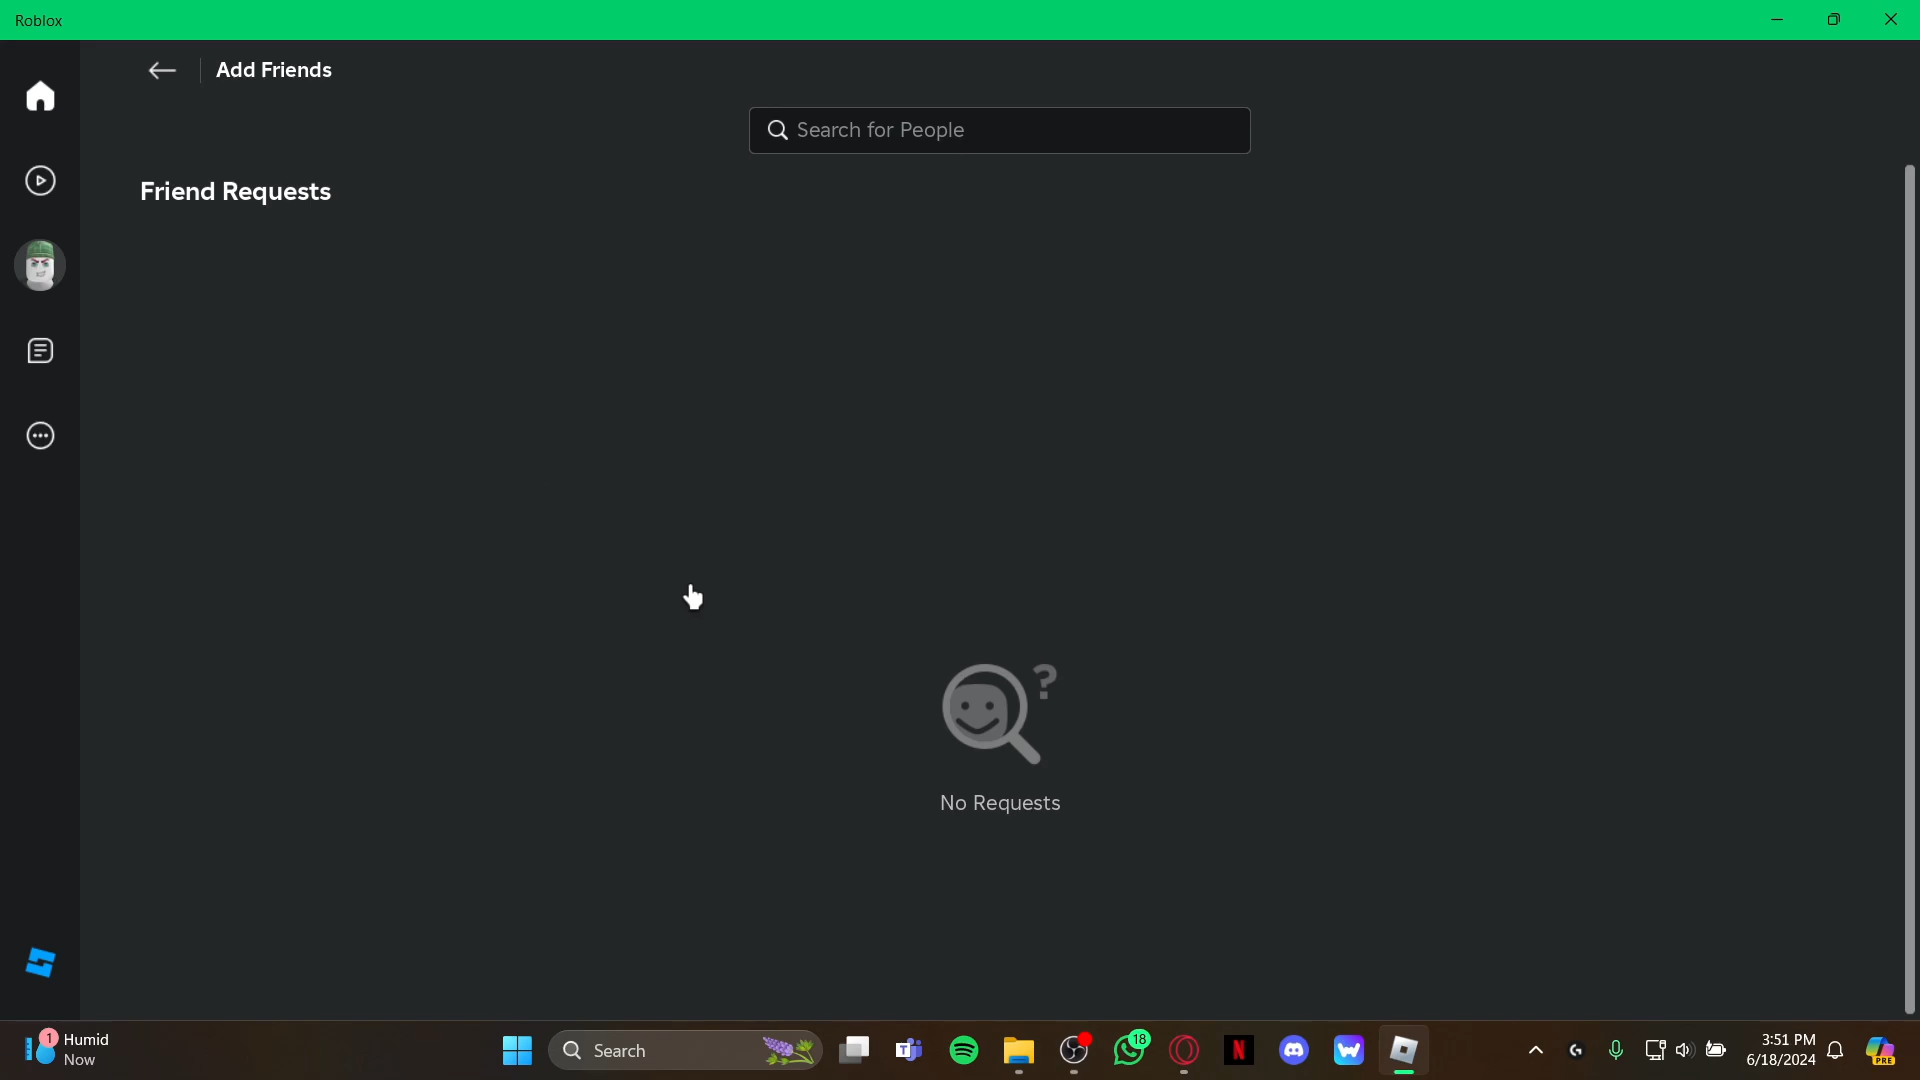 Roblox
Add Friends
Search for People
Friend Requests
?
No Requests
1
Humid
Now
Search
18
N
3:51 PM
6/18/2024
PRE